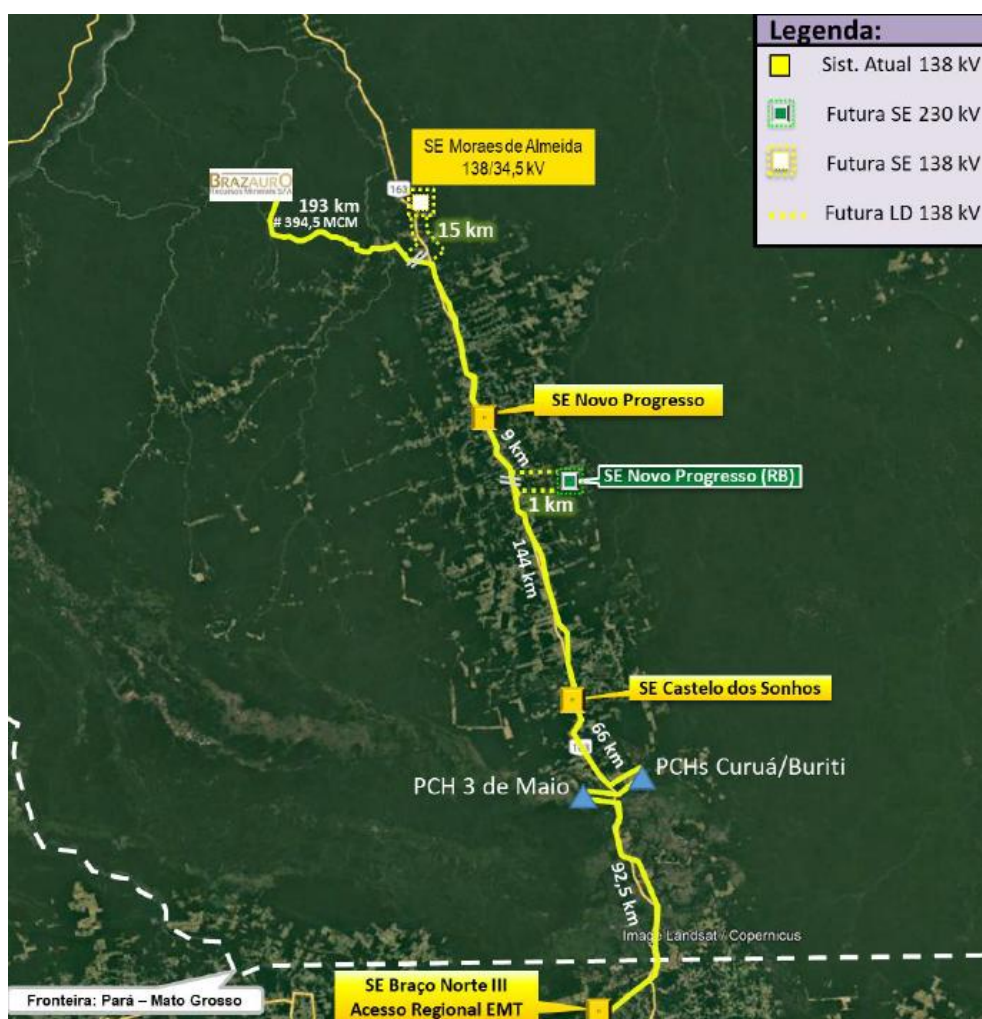 Legenda:
Sist. Atual 138 kV
Futura SE 230 kV
Futura SE 138 kV
Futura LD 138 kV
SE Moraes de Almeida
138/34,5 kV
BRAZAURO
Recursos Minerais S/A
163
193 km
# 394,5 MCM
15 km
SE Novo Progresso
9 km
SE Novo Progresso (RB)
1 km
144 km
SE Castelo dos Sonhos
66 km
PCHs Curuá/Buriti
PCH 3 de Maio
92,5 km
Image Landsat / Copernicus
Fronteira: Pará – Mato Grosso
SE Braço Norte III
Acesso Regional EMT